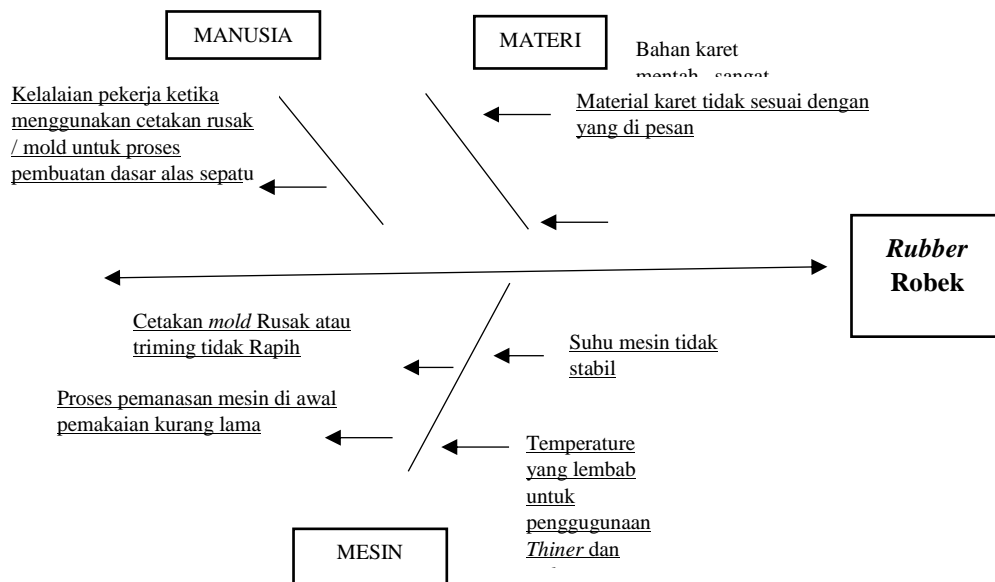 MANUSIA
MATERI
Bahan karet
mentah sangat
Kelalaian pekerja ketika
menggunakan cetakan rusak
/ mold untuk proses
pembuatan dasar alas sepatu
Material karet tidak sesuai dengan
yang di pesan
Rubber
Robek
Cetakan mold Rusak atau
triming tidak Rapih
Suhu mesin tidak
stabil
Proses pemanasan mesin di awal
pemakaian kurang lama
Temperature
yang lembab
untuk
penggugunaan
Thiner dan
MESIN